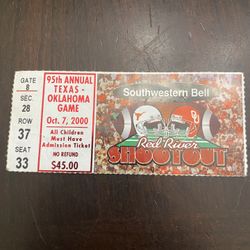 GATE
8
SEC.
28
ROW
37
SEAT
33
95th ANNUAL
TEXAS -
OKLAHOMA
GAME
Oct. 7, 2000
All Children
Must Have
Admission Ticket
NO REFUND
$45.00
Southwestern Bell
Red River
SHOOTOUT